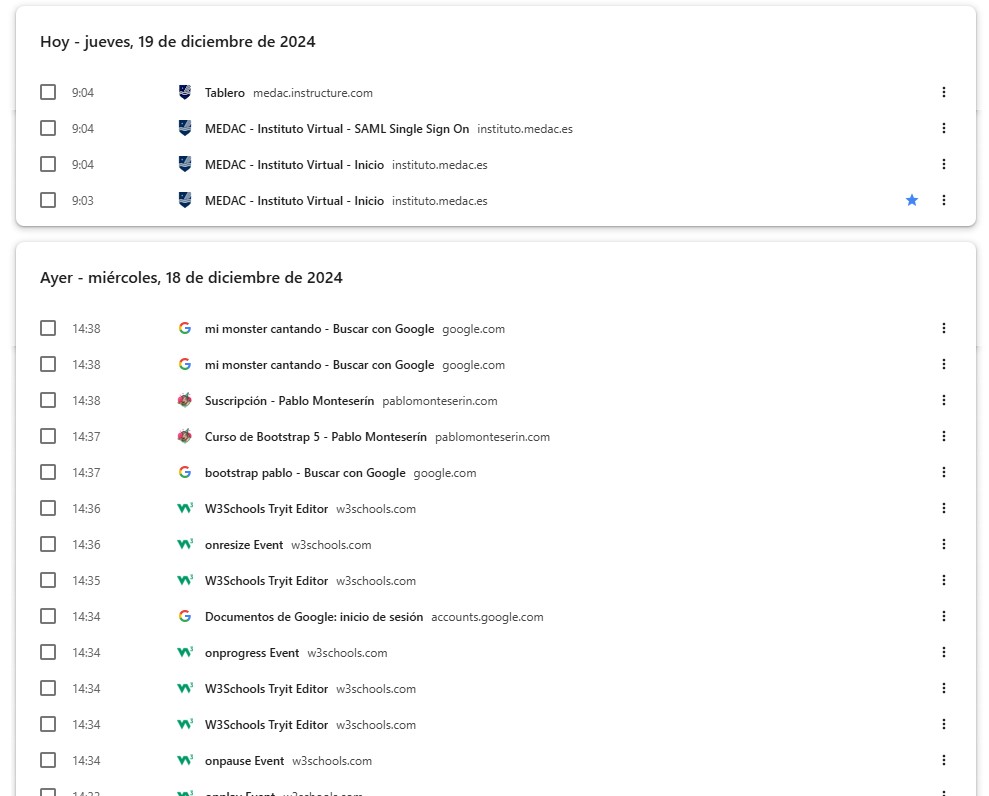 Hoy - jueves, 19 de diciembre de 2024
9:04 Tablero medac.instructure.com
9:04 MEDAC - Instituto Virtual - SAML Single Sign On instituto.medac.es
9:04 MEDAC - Instituto Virtual - Inicio instituto.medac.es
9:03 MEDAC - Instituto Virtual - Inicio instituto.medac.es
Ayer - miércoles, 18 de diciembre de 2024
14:38 mi monster cantando - Buscar con Google google.com
14:38 mi monster cantando - Buscar con Google google.com
14:38 Suscripción - Pablo Monteserín pablomonteserin.com
14:37 Curso de Bootstrap 5 - Pablo Monteserín pablomonteserin.com
14:37 bootstrap pablo - Buscar con Google google.com
14:36 W3Schools Tryit Editor w3schools.com
14:36 onresize Event w3schools.com
14:35 W3Schools Tryit Editor w3schools.com
14:34 Documentos de Google: inicio de sesión accounts.google.com
14:34 onprogress Event w3schools.com
14:34 W3Schools Tryit Editor w3schools.com
14:34 W3Schools Tryit Editor w3schools.com
14:34 onpause Event w3schools.com